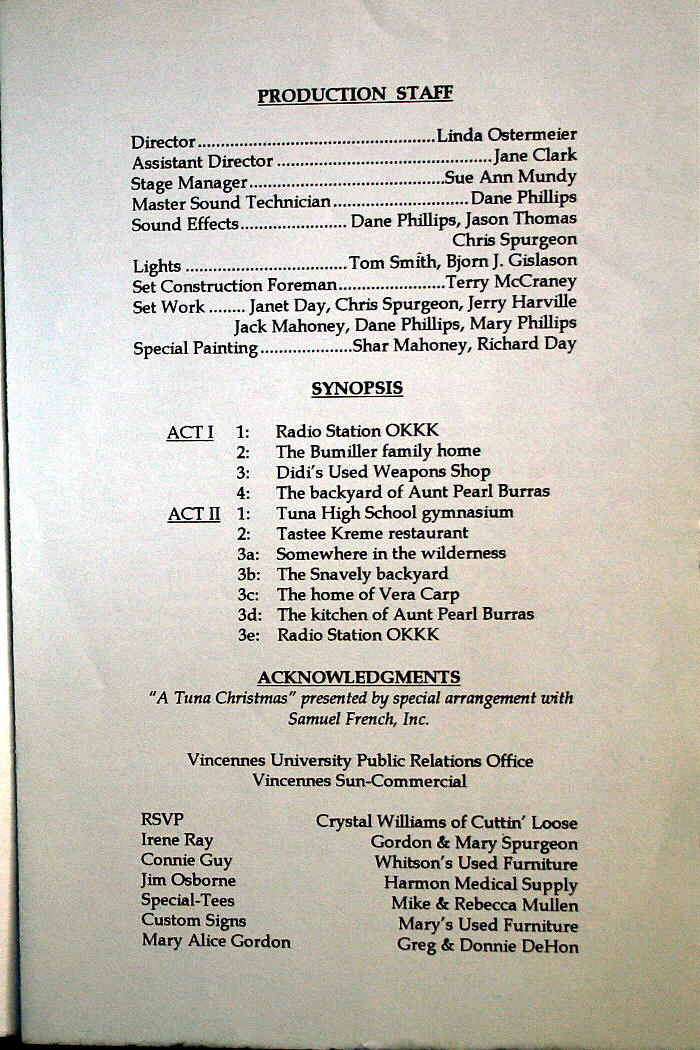 PRODUCTION STAFF
Director..................................................Linda Ostermeier
Assistant Director ..............................................Jane Clark
Stage Manager..........................................Sue Ann Mundy
Master Sound Technician.............................Dane Phillips
Sound Effects....................... Dane Phillips, Jason Thomas
Chris Spurgeon
Lights ...................................Tom Smith, Bjorn J. Gislason
Set Construction Foreman.......................Terry McCraney
Set Work ........ Janet Day, Chris Spurgeon, Jerry Harville
Jack Mahoney, Dane Phillips, Mary Phillips
Special Painting....................Shar Mahoney, Richard Day
SYNOPSIS
ACT I 1: Radio Station OKKK
2: The Bumiller family home
3: Didi's Used Weapons Shop
4: The backyard of Aunt Pearl Burras
ACT II 1: Tuna High School gymnasium
2: Tastee Kreme restaurant
3a: Somewhere in the wilderness
3b: The Snavely backyard
3c: The home of Vera Carp
3d: The kitchen of Aunt Pearl Burras
3e: Radio Station OKKK
ACKNOWLEDGMENTS
"A Tuna Christmas" presented by special arrangement with
Samuel French, Inc.
Vincennes University Public Relations Office
Vincennes Sun-Commercial
RSVP Crystal Williams of Cuttin' Loose
Irene Ray Gordon & Mary Spurgeon
Connie Guy Whitson's Used Furniture
Jim Osborne Harmon Medical Supply
Special-Tees Mike & Rebecca Mullen
Custom Signs Mary's Used Furniture
Mary Alice Gordon Greg & Donnie DeHon